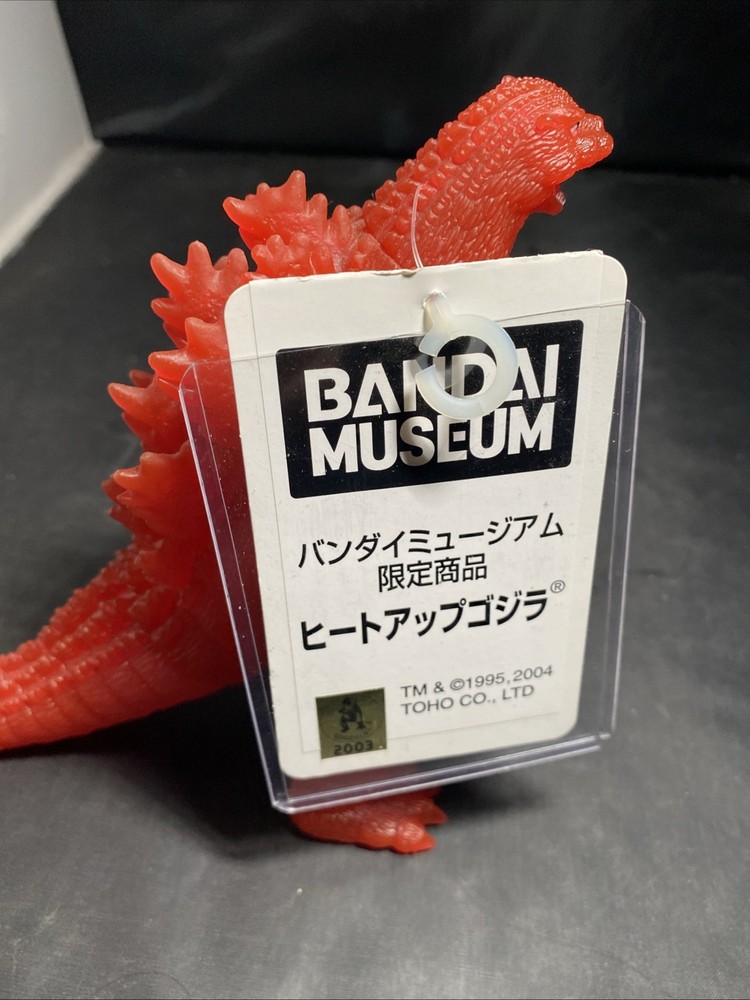 BANDAI
MUSEUM
バンダイミュージアム
限定商品
ヒートアップゴジラ®
TM & ©1995,2004
TOHO CO., LTD
2003